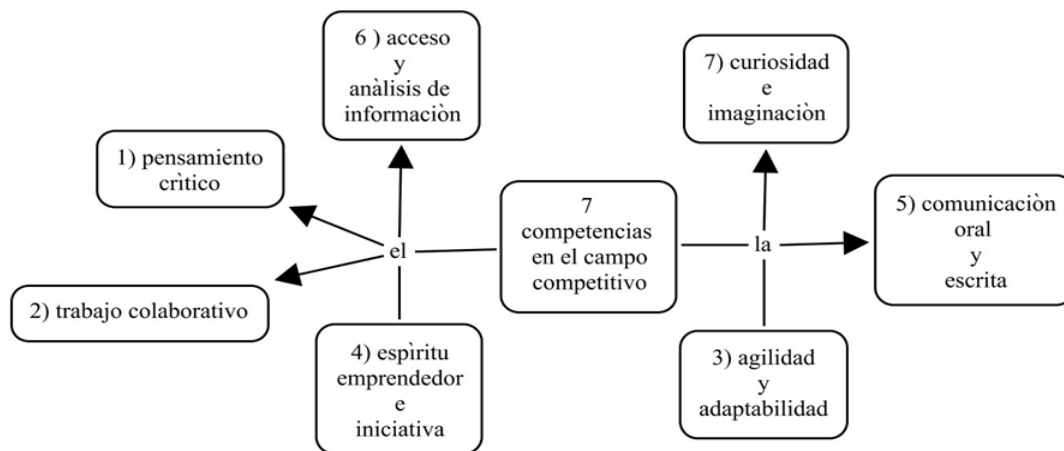 6 ) acceso
y
anàlisis de
informaciòn
7) curiosidad
e
imaginaciòn
1) pensamiento
crìtico
7
competencias
en el campo
competitivo
5) comunicaciòn
oral
y
escrita
el
la
2) trabajo colaborativo
4) espìritu
emprendedor
e
iniciativa
3) agilidad
y
adaptabilidad